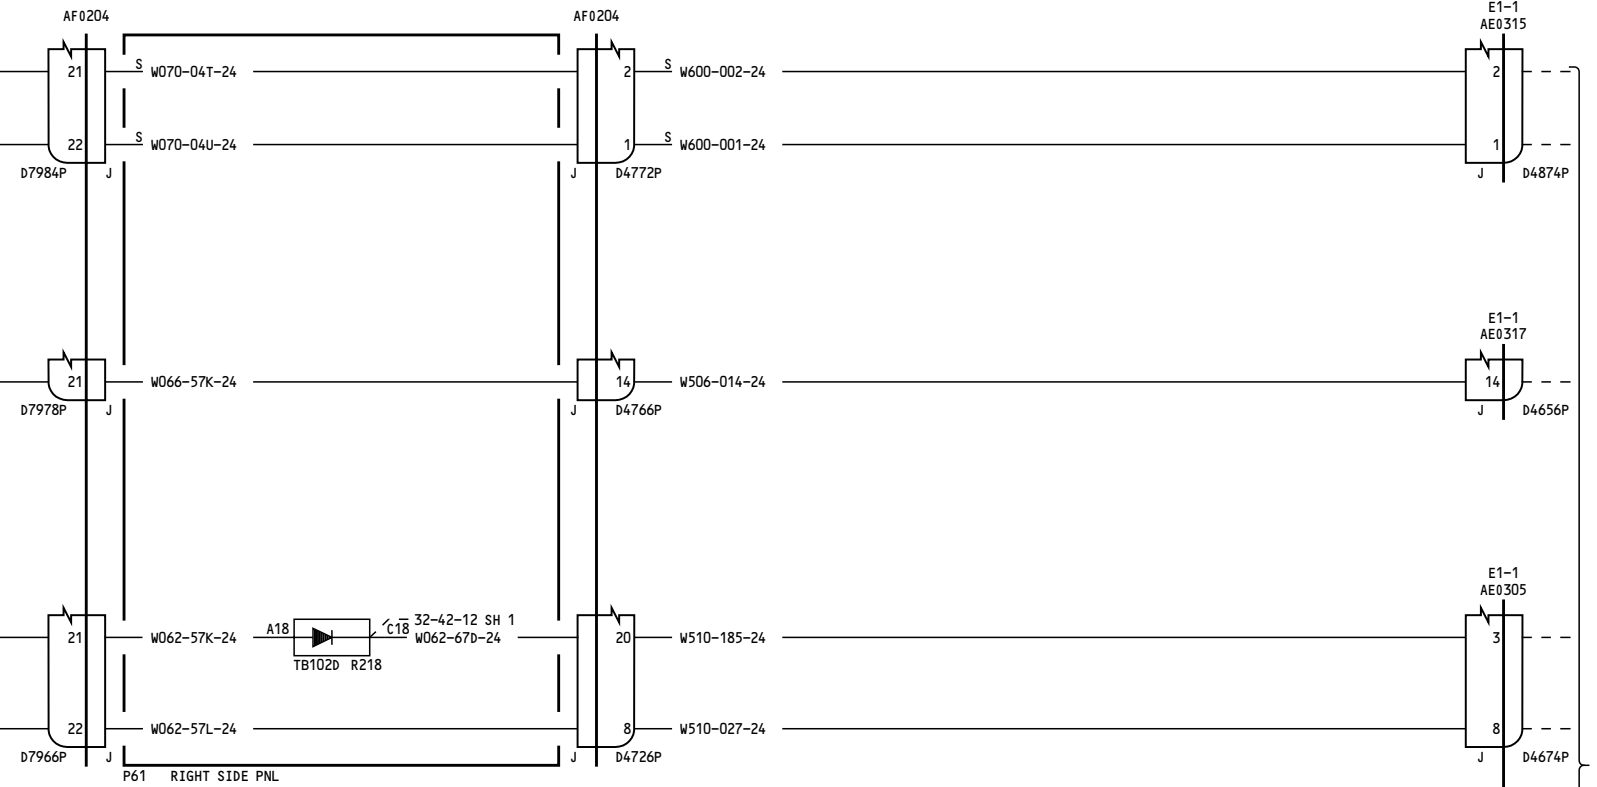 AF0204 AF0204 E1-1
AE0315
21 S W070-04T-24 2 S W600-002-24 2
22 S W070-04U-24 1 S W600-001-24 1
D7984P J J D4772P J D4874P
E1-1
AE0317
21 W066-57K-24 14 W506-014-24 14
D7978P J J D4766P J D4656P
E1-1
AE0305
32-42-12 SH 1
21 W062-57K-24 A18 C18 W062-67D-24 20 W510-185-24 3
TB102D R218
22 W062-57L-24 8 W510-027-24 8
D7966P J J D4726P J D4674P
P61 RIGHT SIDE PNL